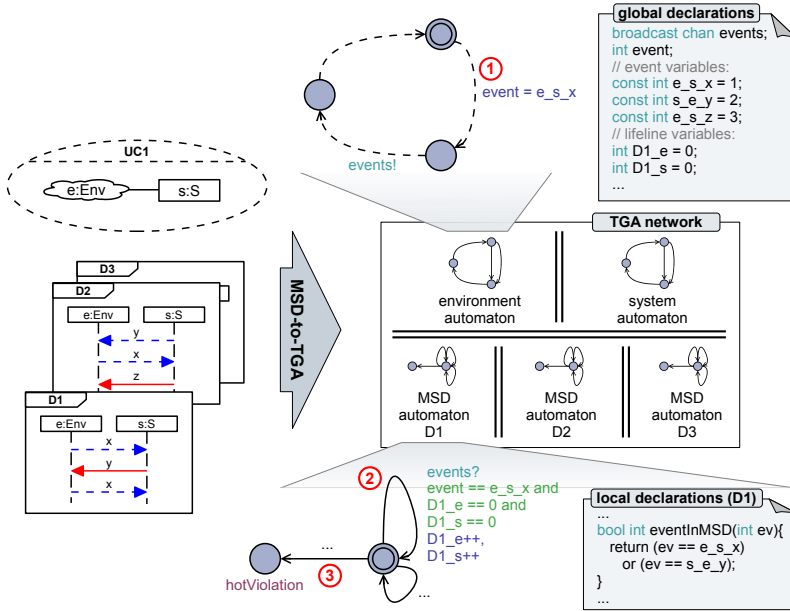 global declarations
broadcast chan events;
int event;
// event variables:
const int e_s_x = 1;
const int s_e_y = 2;
const int e_s_z = 3;
// lifeline variables:
int D1_e = 0;
int D1_s = 0;
...
1
event = e_s_x
events!
UC1
e:Env
s:S
D3
D2
e:Env
s:S
y
x
z
D1
e:Env
s:S
x
y
x
MSD-to-TGA
TGA network
environment
automaton
system
automaton
MSD
automaton
D1
MSD
automaton
D2
MSD
automaton
D3
2
events?
event == e_s_x and
D1_e == 0 and
D1_s == 0
D1_e++,
D1_s++
...
3
hotViolation
...
local declarations (D1)
...
bool int eventInMSD(int ev){
return (ev == e_s_x)
or (ev == s_e_y);
}
...